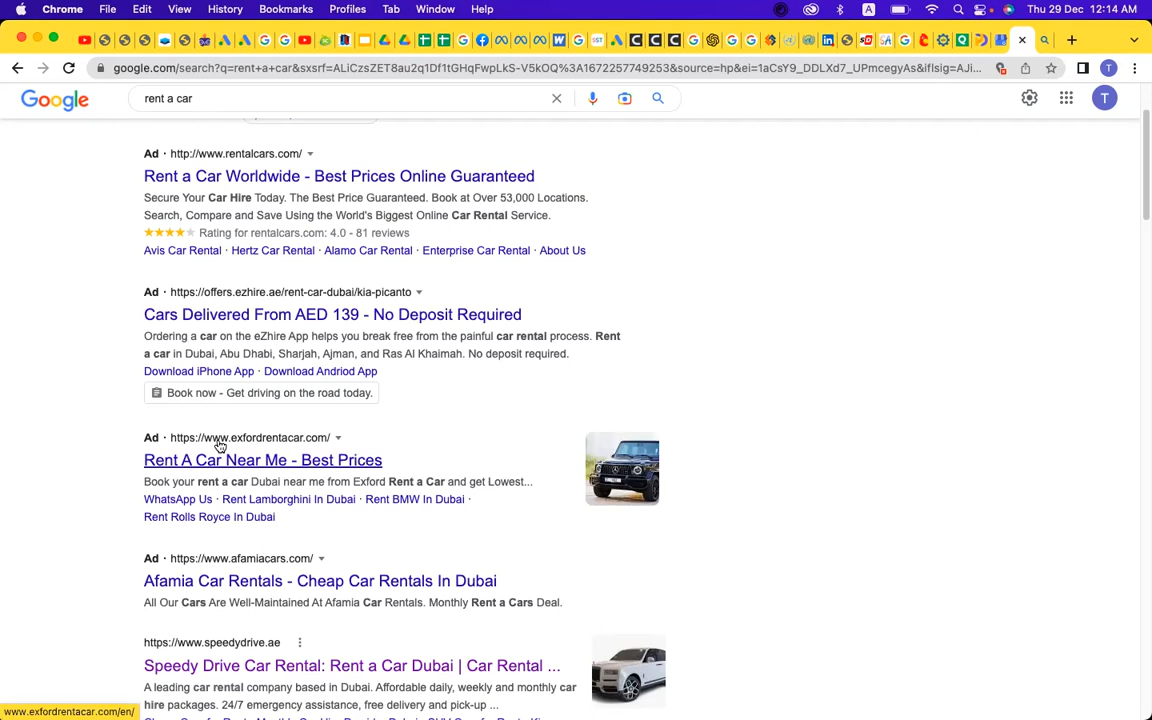 Chrome File Edit View History Bookmarks Profiles Tab Window Help A Thu 29 Dec 12:14 AM
google.com/search?q=rent+a+car&sxsrf=ALiCzsZET8au2q1Df1tGHqFwpLkS-V5kOQ%3A1672257749253&source=hp&ei=1aCsY9_DDLXd7_UPmcegyAs&iflsig=AJi... T
Google rent a car T
Ad · http://www.rentalcars.com/
Rent a Car Worldwide - Best Prices Online Guaranteed
Secure Your Car Hire Today. The Best Price Guaranteed. Book at Over 53,000 Locations.
Search, Compare and Save Using the World's Biggest Online Car Rental Service.
Rating for rentalcars.com: 4.0 - 81 reviews
Avis Car Rental · Hertz Car Rental · Alamo Car Rental · Enterprise Car Rental · About Us
Ad · https://offers.ezhire.ae/rent-car-dubai/kia-picanto
Cars Delivered From AED 139 - No Deposit Required
Ordering a car on the eZhire App helps you break free from the painful car rental process. Rent
a car in Dubai, Abu Dhabi, Sharjah, Ajman, and Ras Al Khaimah. No deposit required.
Download iPhone App · Download Andriod App
Book now - Get driving on the road today.
Ad · https://www.exfordrentacar.com/
Rent A Car Near Me - Best Prices
Book your rent a car Dubai near me from Exford Rent a Car and get Lowest...
WhatsApp Us · Rent Lamborghini In Dubai · Rent BMW In Dubai ·
Rent Rolls Royce In Dubai
Ad · https://www.afamiacars.com/
Afamia Car Rentals - Cheap Car Rentals In Dubai
All Our Cars Are Well-Maintained At Afamia Car Rentals. Monthly Rent a Cars Deal.
https://www.speedydrive.ae
Speedy Drive Car Rental: Rent a Car Dubai | Car Rental ...
A leading car rental company based in Dubai. Affordable daily, weekly and monthly car
hire packages. 24/7 emergency assistance, free delivery and pick-up ...
www.exfordrentacar.com/en/